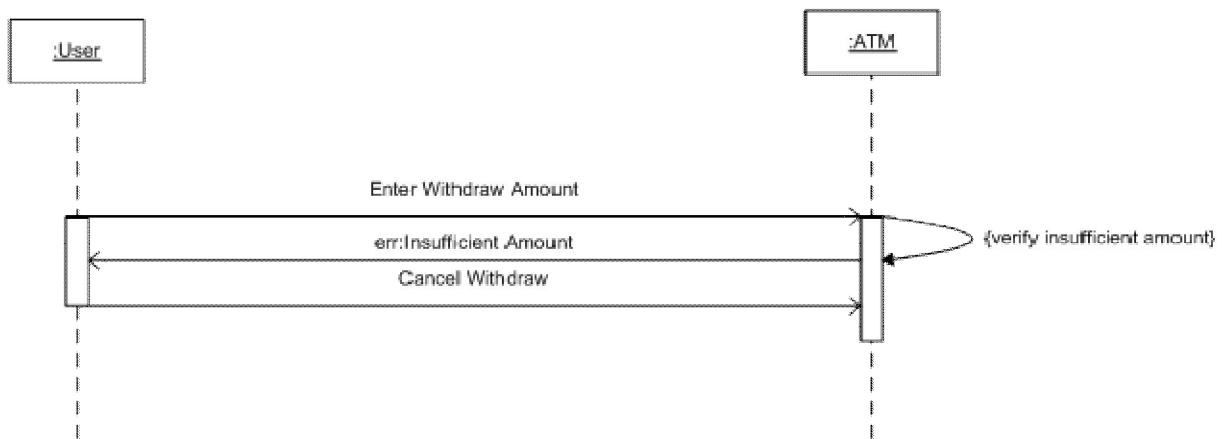 :User
:ATM
Enter Withdraw Amount
err:Insufficient Amount
{verify insufficient amount}
Cancel Withdraw